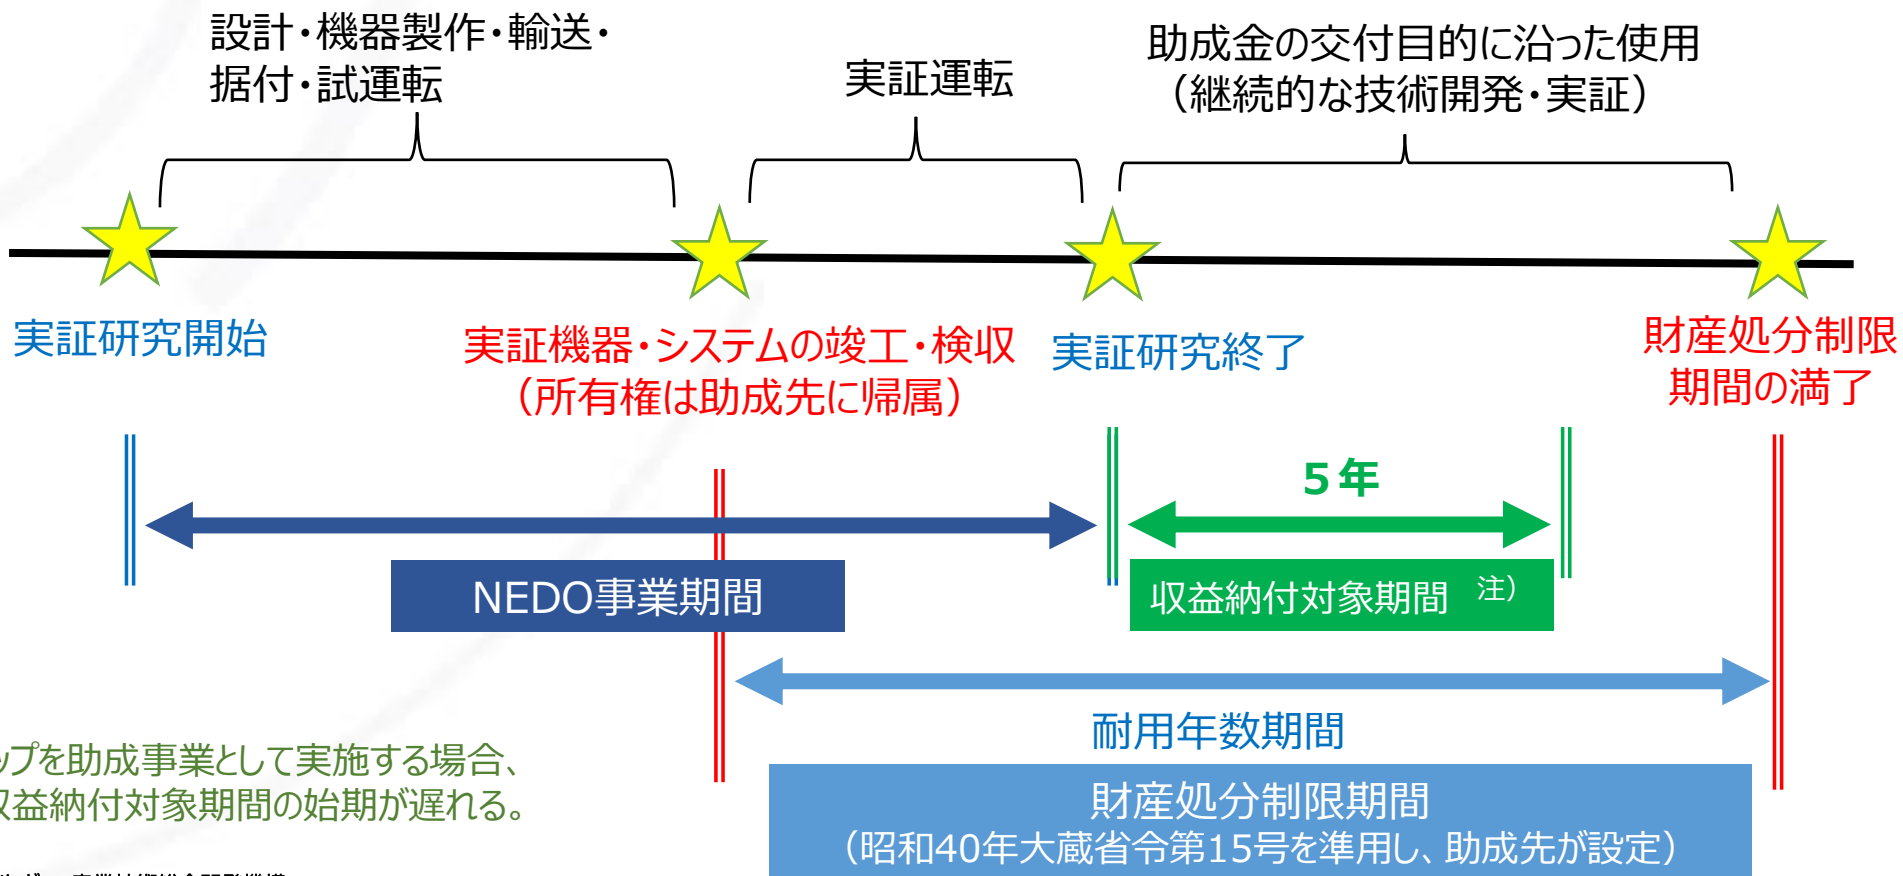 設計・機器製作・輸送・
据付・試運転
実証運転
助成金の交付目的に沿った使用
（継続的な技術開発・実証）
実証研究開始
実証機器・システムの竣工・検収
（所有権は助成先に帰属）
実証研究終了
財産処分制限
期間の満了
5年
NEDO事業期間
収益納付対象期間 注）
耐用年数期間
財産処分制限期間
（昭和40年大蔵省令第15号を準用し、助成先が設定）
ップを助成事業として実施する場合、
収益納付対象期間の始期が遅れる。